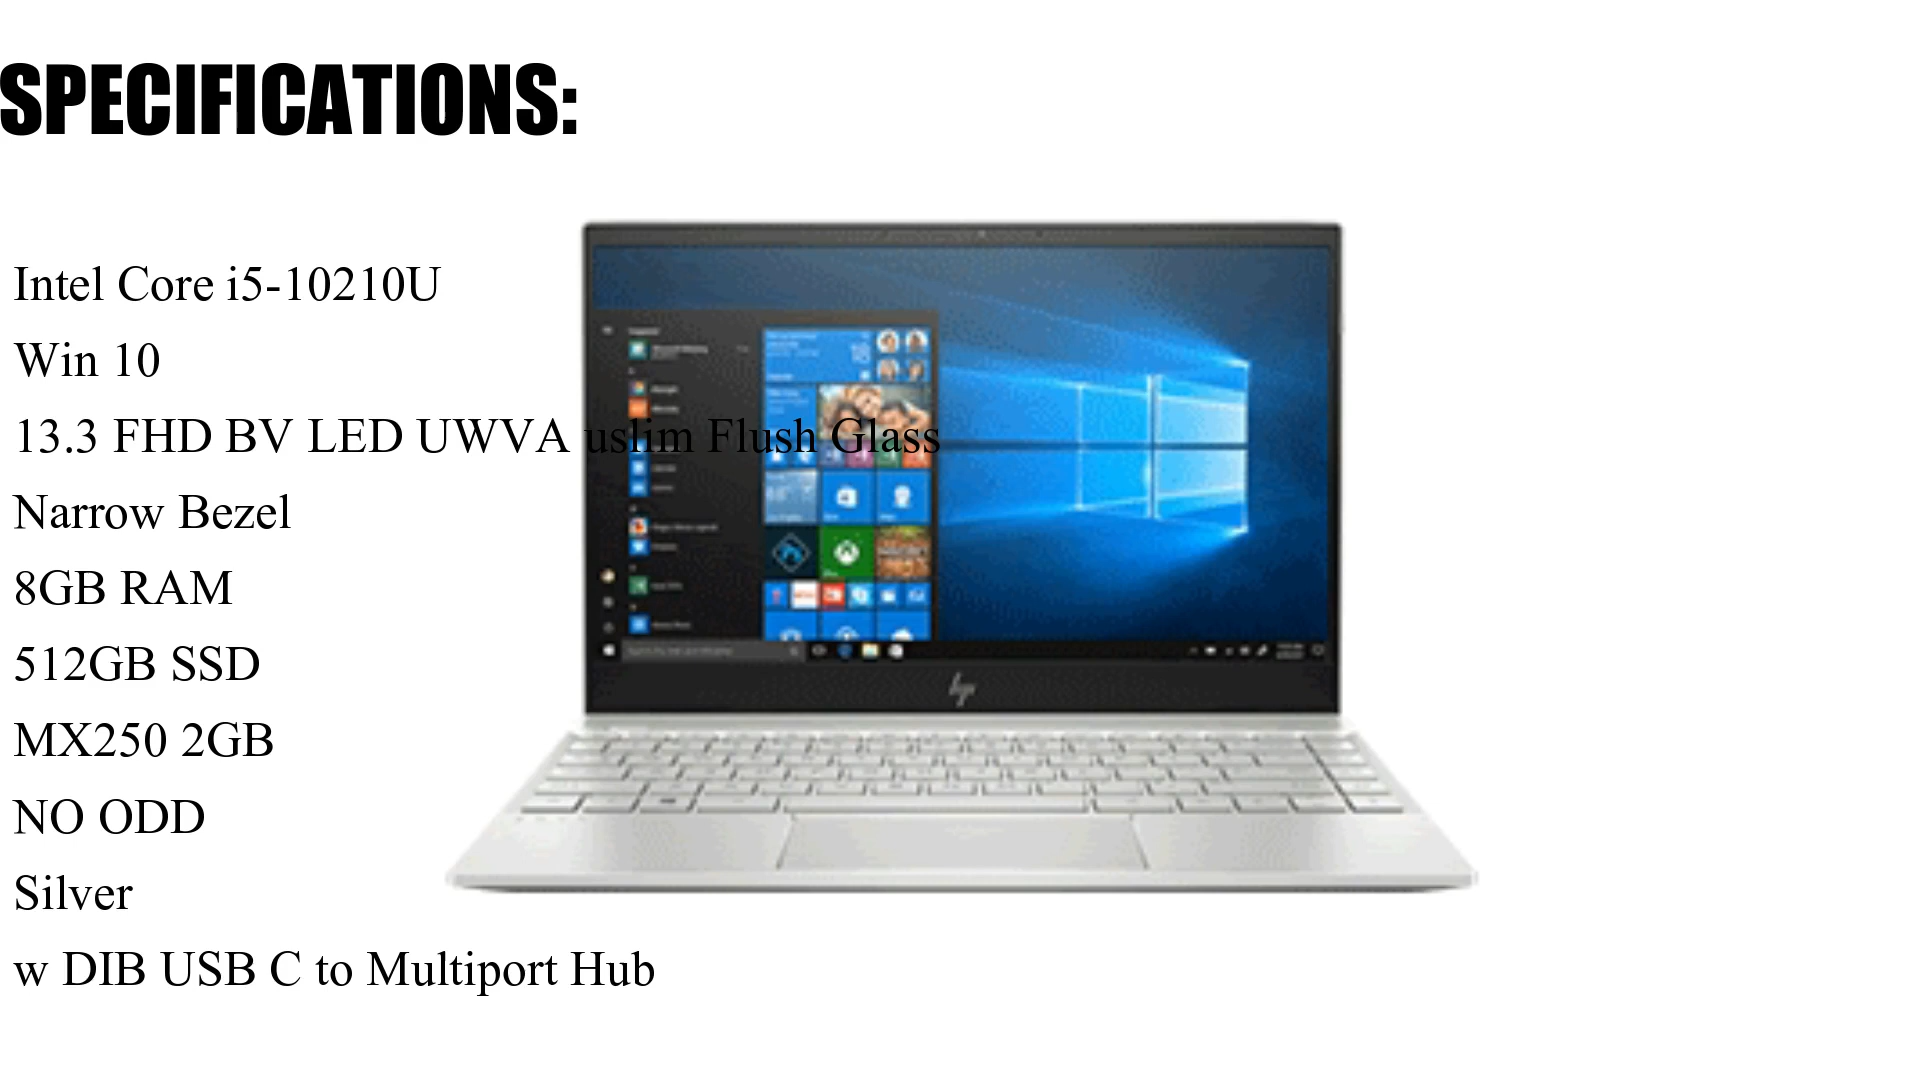 SPECIFICATIONS:
Intel Core i5-10210U
Win 10
13.3 FHD BV LED UWVA uslim Flush Glass
Narrow Bezel
8GB RAM
512GB SSD
MX250 2GB
NO ODD
Silver
w DIB USB C to Multiport Hub
hp